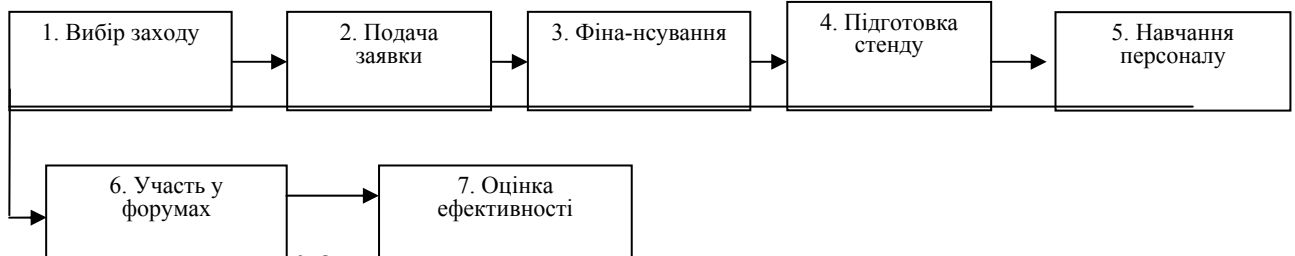 1. Вибір заходу
2. Подача
заявки
3. Фіна-нсування
4. Підготовка
стенду
5. Навчання
персоналу
6. Участь у
форумах
7. Оцінка
ефективності